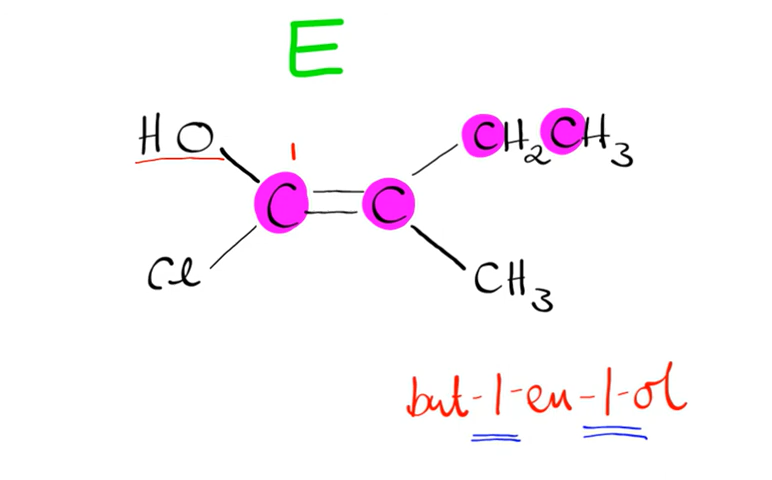 E
HO CH₂CH₃
1
C=C
Cl CH₃
but-1-en-1-ol